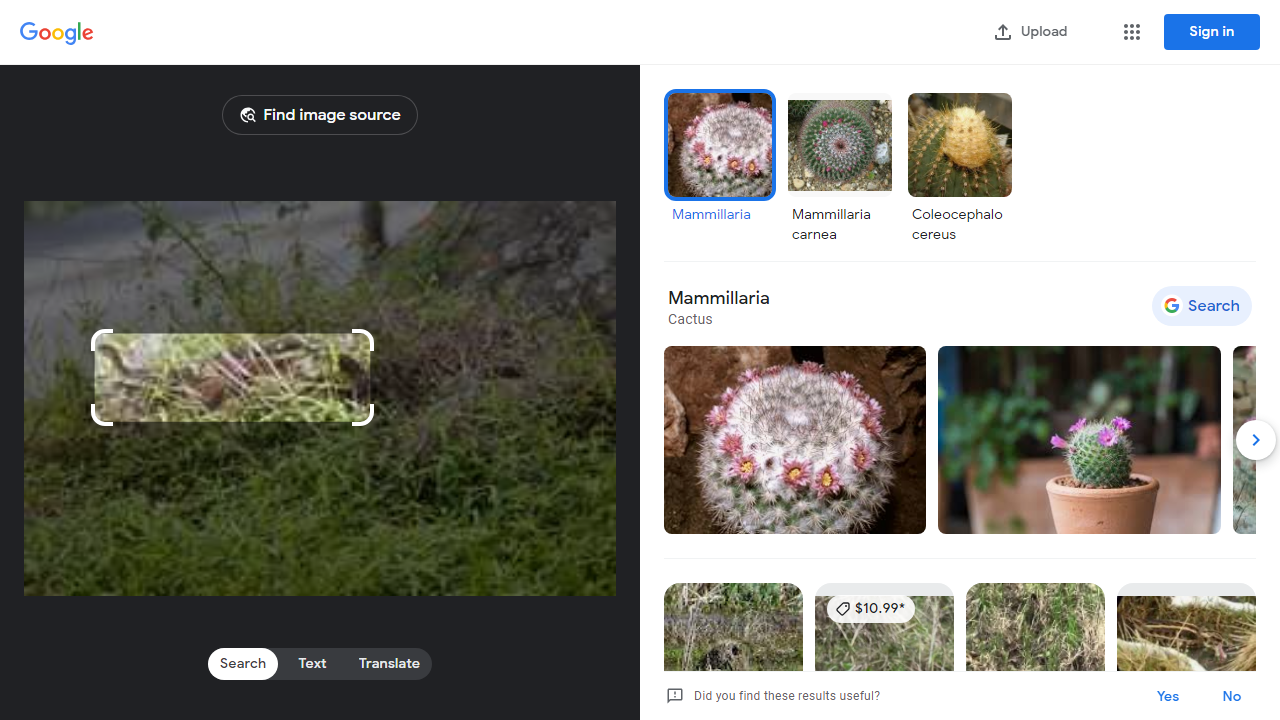 Google
Upload
Sign in
Find image source
Mammillaria
Mammillaria
carnea
Coleocephalo
cereus
Mammillaria
Cactus
Search
$10.99*
Search
Text
Translate
Did you find these results useful?
Yes
No